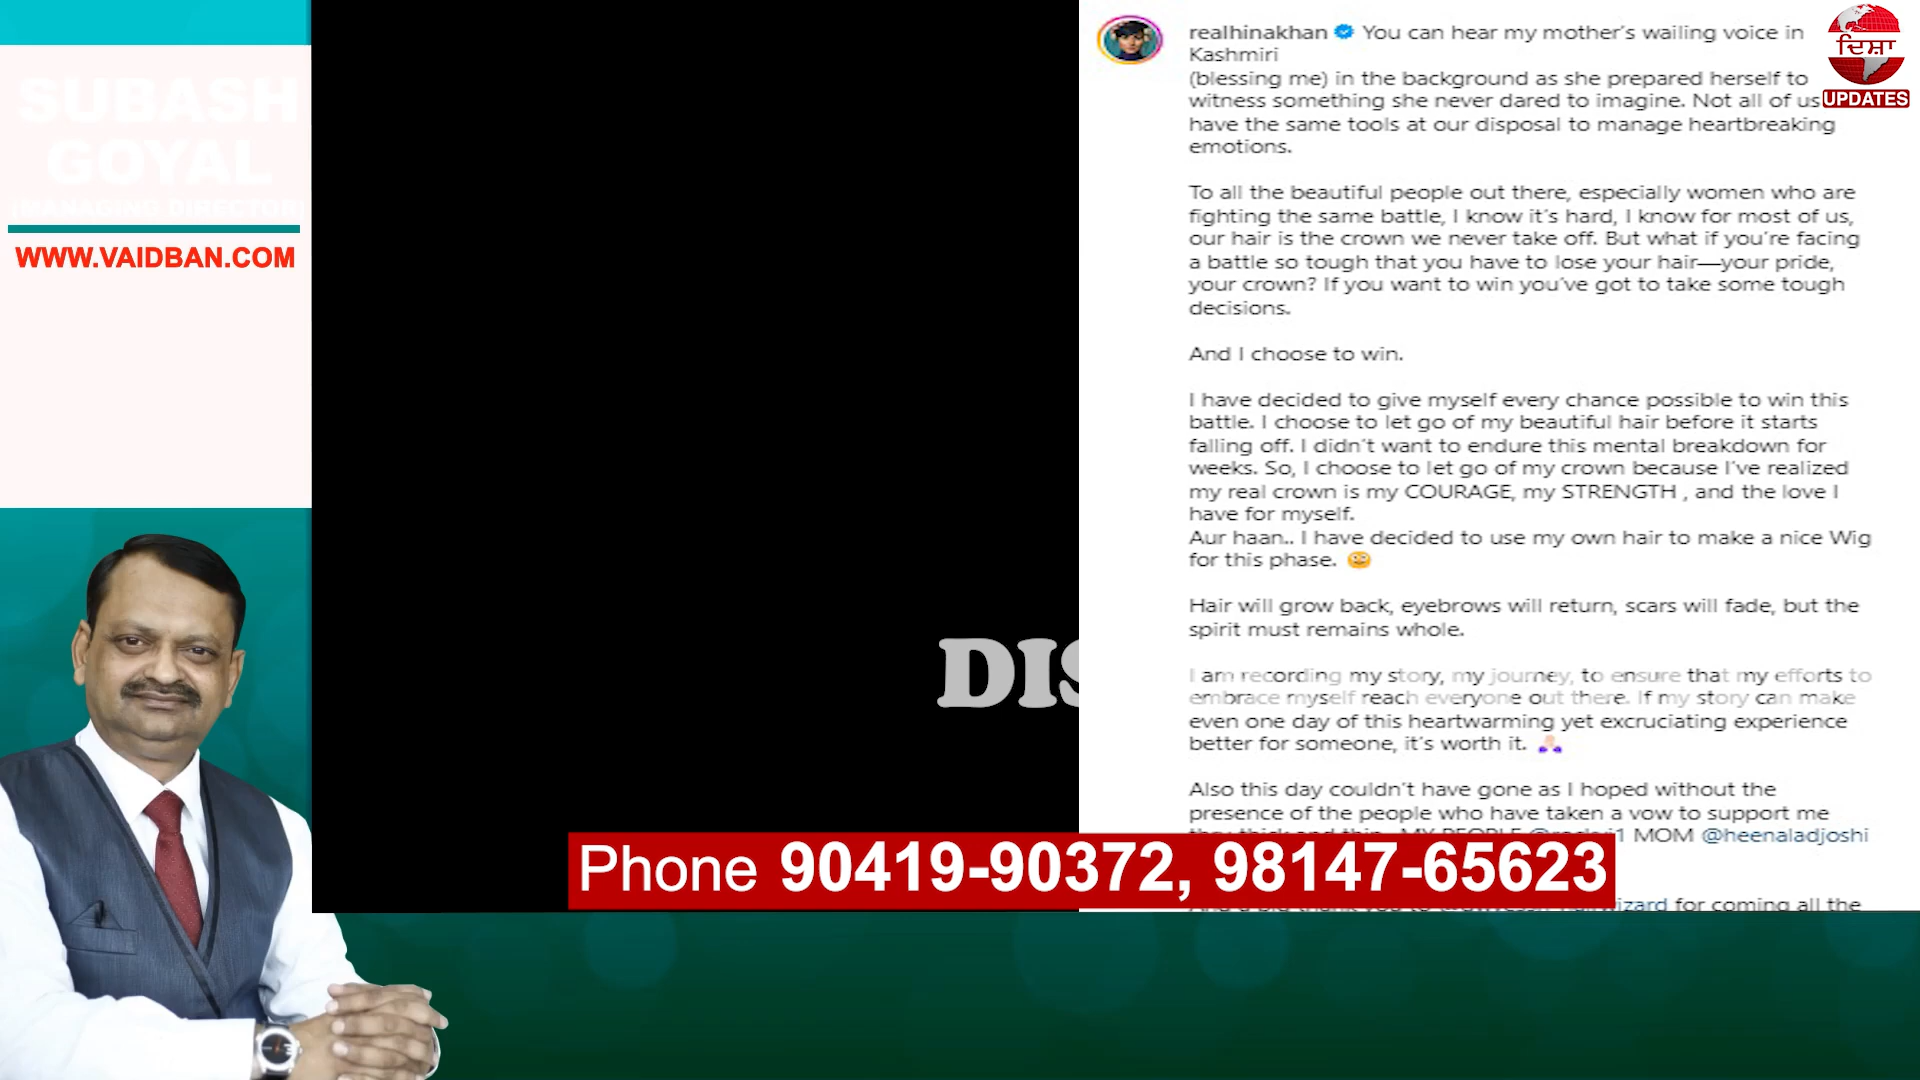 SUBASH
GOYAL
(MANAGING DIRECTOR)
WWW.VAIDBAN.COM
DIS
realhinakhan You can hear my mother's wailing voice in
Kashmiri
(blessing me) in the background as she prepared herself to
witness something she never dared to imagine. Not all of us
have the same tools at our disposal to manage heartbreaking
emotions.
To all the beautiful people out there, especially women who are
fighting the same battle, I know it's hard, I know for most of us,
our hair is the crown we never take off. But what if you're facing
a battle so tough that you have to lose your hair—your pride,
your crown? If you want to win you've got to take some tough
decisions.
And I choose to win.
I have decided to give myself every chance possible to win this
battle. I choose to let go of my beautiful hair before it starts
falling off. I didn't want to endure this mental breakdown for
weeks. So, I choose to let go of my crown because I've realized
my real crown is my COURAGE, my STRENGTH , and the love I
have for myself.
Aur haan.. I have decided to use my own hair to make a nice Wig
for this phase. 😳
Hair will grow back, eyebrows will return, scars will fade, but the
spirit must remains whole.
I am recording my story, my journey, to ensure that my efforts to
embrace myself reach everyone out there. If my story can make
even one day of this heartwarming yet excruciating experience
better for someone, it's worth it. 🙏🏻
Also this day couldn't have gone as I hoped without the
presence of the people who have taken a vow to support me
MOM @heenaladjoshi
for coming all the
Phone 90419-90372, 98147-65623
ਦਿਸ਼ਾ
UPDATES